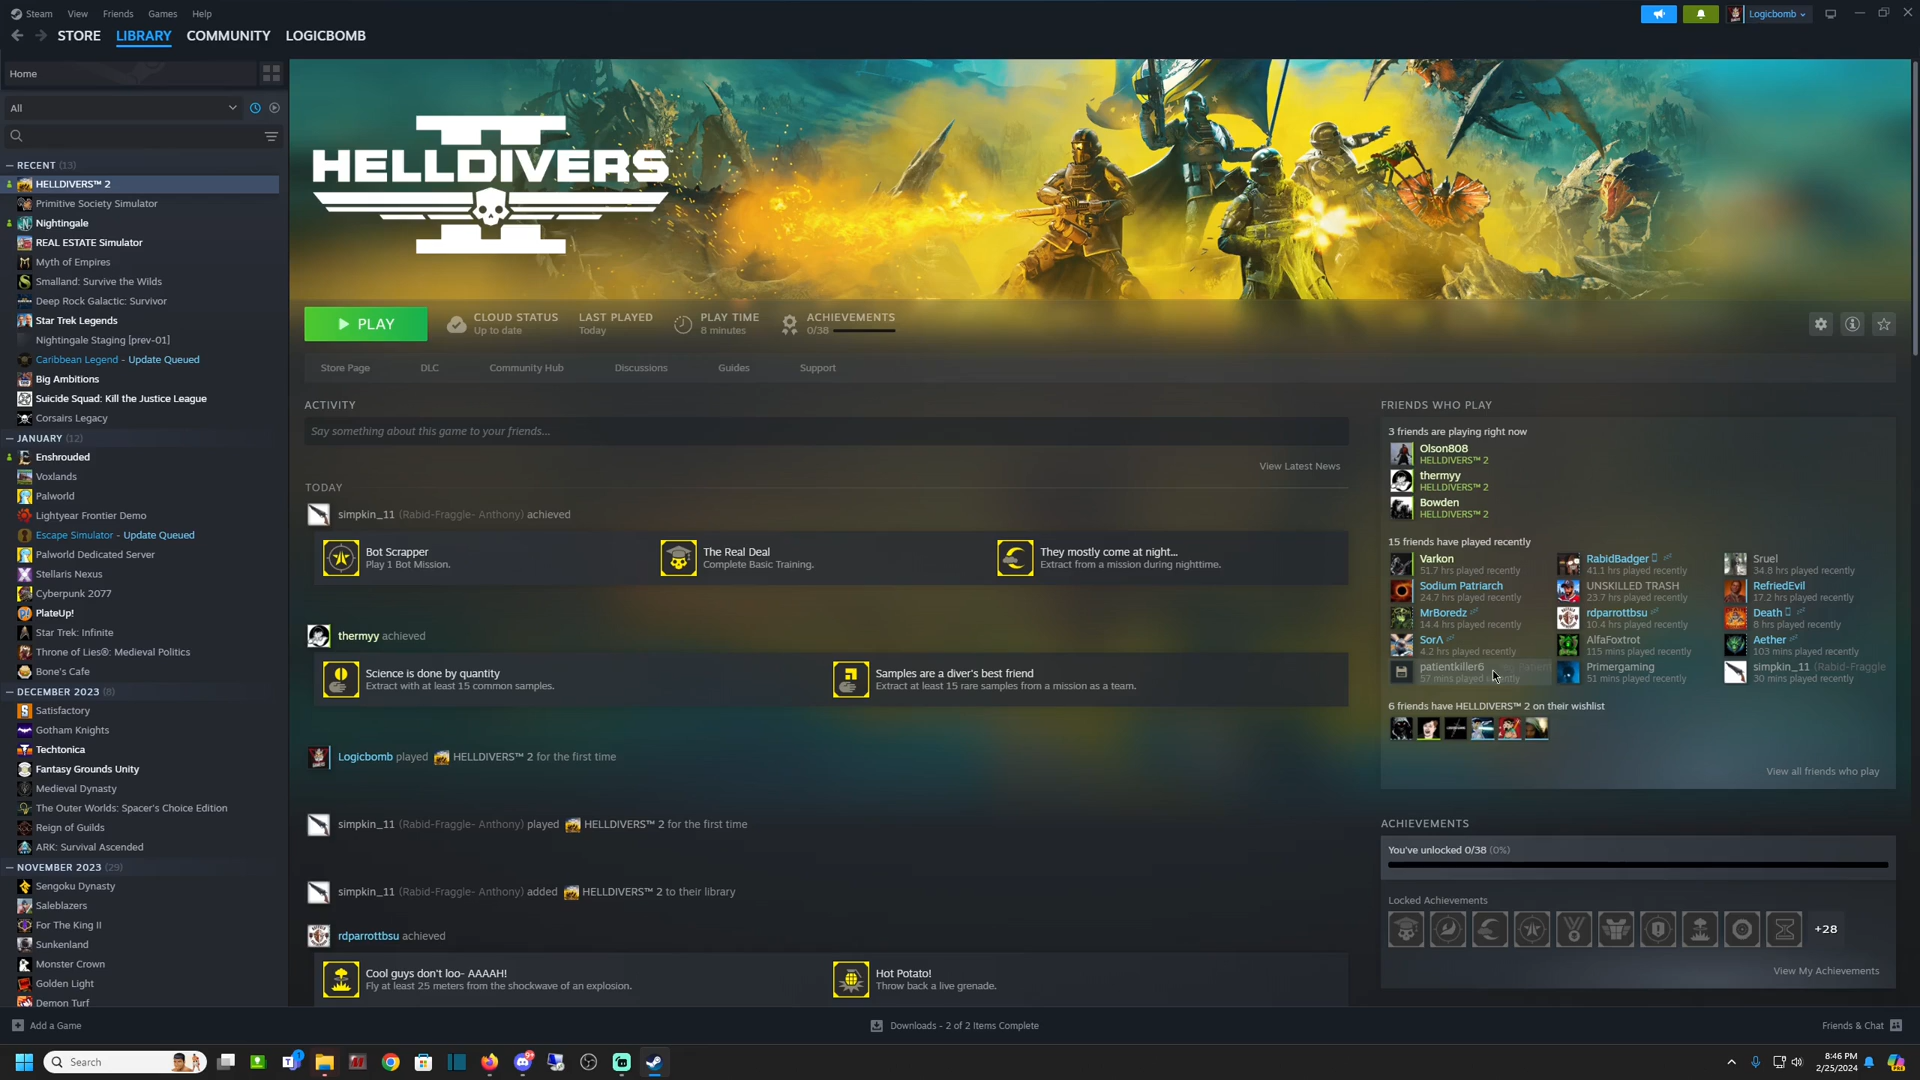 Steam View Friends Games Help
Logicbomb
STORE LIBRARY COMMUNITY LOGICBOMB
Home
All
RECENT (13)
HELLDIVERS™ 2
Primitive Society Simulator
Nightingale
REAL ESTATE Simulator
Myth of Empires
Smalland: Survive the Wilds
Deep Rock Galactic: Survivor
Star Trek Legends
Nightingale Staging [prev-01]
Caribbean Legend - Update Queued
Big Ambitions
Suicide Squad: Kill the Justice League
Corsairs Legacy
JANUARY (12)
Enshrouded
Voxlands
Palworld
Lightyear Frontier Demo
Escape Simulator - Update Queued
Palworld Dedicated Server
Stellaris Nexus
Cyberpunk 2077
PlateUp!
Star Trek: Infinite
Throne of Lies®: Medieval Politics
Bone's Cafe
DECEMBER 2023 (8)
Satisfactory
Gotham Knights
Techtonica
Fantasy Grounds Unity
Medieval Dynasty
The Outer Worlds: Spacer's Choice Edition
Reign of Guilds
ARK: Survival Ascended
NOVEMBER 2023 (29)
Sengoku Dynasty
Saleblazers
For The King II
Sunkenland
Monster Crown
Golden Light
Demon Turf
HELLDIVERS
II
PLAY
CLOUD STATUS
Up to date
LAST PLAYED
Today
PLAY TIME
8 minutes
ACHIEVEMENTS
0/38
Store Page DLC Community Hub Discussions Guides Support
ACTIVITY
Say something about this game to your friends...
View Latest News
TODAY
simpkin_11 (Rabid-Fraggle- Anthony) achieved
Bot Scrapper
Play 1 Bot Mission.
The Real Deal
Complete Basic Training.
They mostly come at night...
Extract from a mission during nighttime.
thermyy achieved
Science is done by quantity
Extract with at least 15 common samples.
Samples are a diver's best friend
Extract at least 15 rare samples from a mission as a team.
Logicbomb played HELLDIVERS™ 2 for the first time
simpkin_11 (Rabid-Fraggle- Anthony) played HELLDIVERS™ 2 for the first time
simpkin_11 (Rabid-Fraggle- Anthony) added HELLDIVERS™ 2 to their library
rdparrottbsu achieved
Cool guys don't loo- AAAAH!
Fly at least 25 meters from the shockwave of an explosion.
Hot Potato!
Throw back a live grenade.
FRIENDS WHO PLAY
3 friends are playing right now
Olson808
HELLDIVERS™ 2
thermyy
HELLDIVERS™ 2
Bowden
HELLDIVERS™ 2
15 friends have played recently
Varkon
51.7 hrs played recently
RabidBadger
41.1 hrs played recently
Sruel
34.8 hrs played recently
Sodium Patriarch
24.7 hrs played recently
UNSKILLED TRASH
23.7 hrs played recently
RefriedEvil
17.2 hrs played recently
MrBoredz
14.4 hrs played recently
rdparrottbsu
10.4 hrs played recently
Death
8 hrs played recently
SorΛ
4.2 hrs played recently
AlfaFoxtrot
115 mins played recently
Aether
103 mins played recently
patientkiller6
57 mins played recently
Primergaming
51 mins played recently
simpkin_11 (Rabid-Fraggle
30 mins played recently
6 friends have HELLDIVERS™ 2 on their wishlist
View all friends who play
ACHIEVEMENTS
You've unlocked 0/38 (0%)
Locked Achievements
+28
View My Achievements
Add a Game
Downloads - 2 of 2 Items Complete
Friends & Chat
Search
8:46 PM
2/25/2024